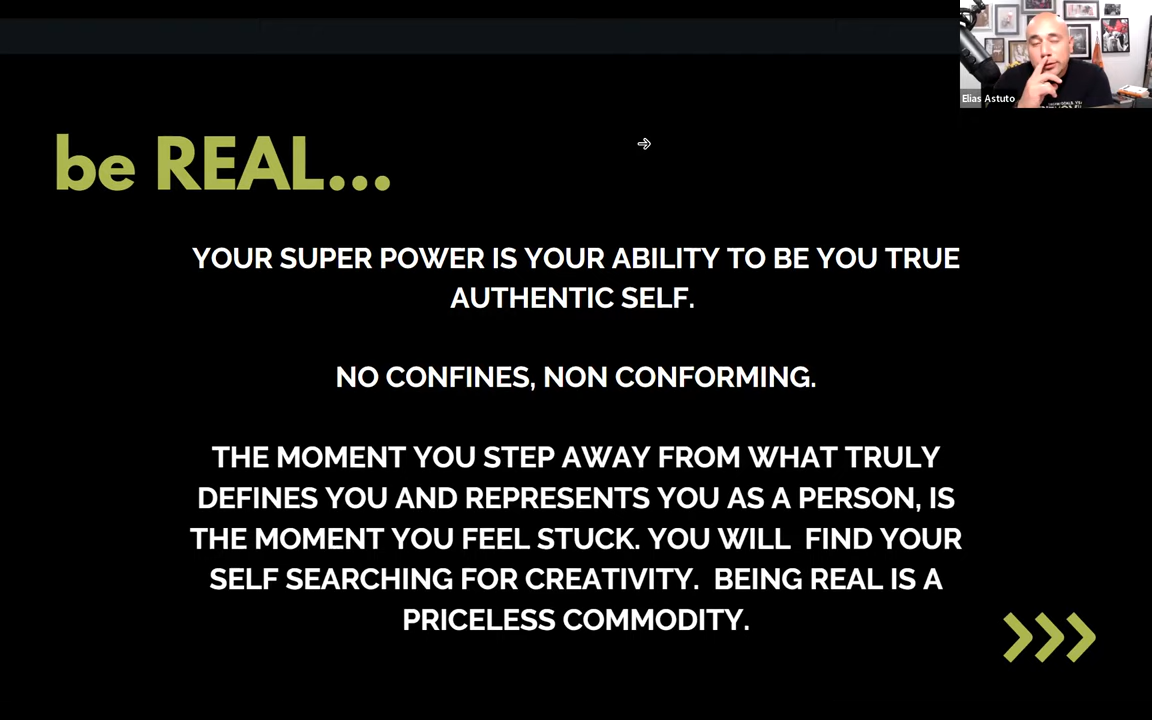 Elias Astuto
be REAL...
YOUR SUPER POWER IS YOUR ABILITY TO BE YOU TRUE
AUTHENTIC SELF.
NO CONFINES, NON CONFORMING.
THE MOMENT YOU STEP AWAY FROM WHAT TRULY
DEFINES YOU AND REPRESENTS YOU AS A PERSON, IS
THE MOMENT YOU FEEL STUCK. YOU WILL FIND YOUR
SELF SEARCHING FOR CREATIVITY. BEING REAL IS A
PRICELESS COMMODITY.